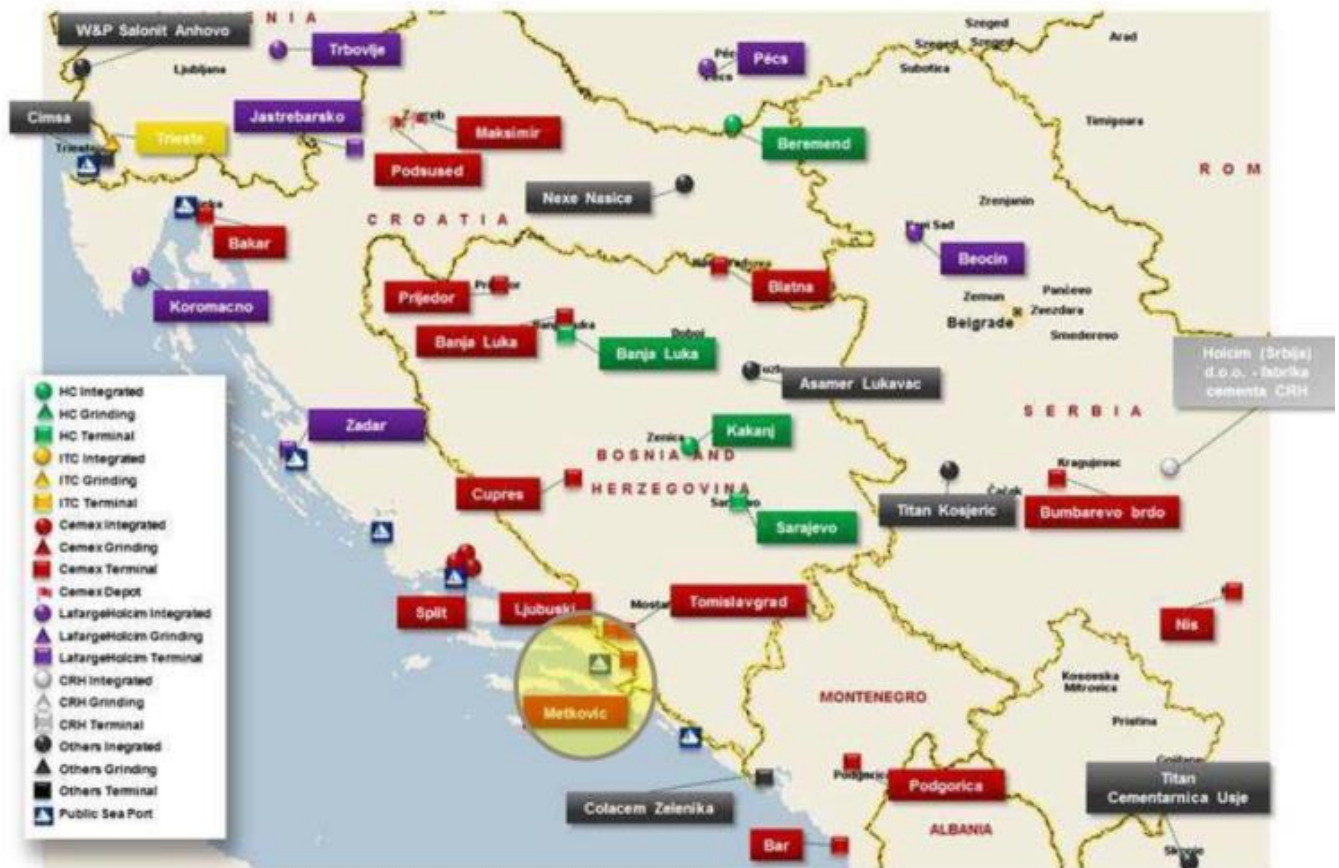 E N I A
W&P Salonit Anhovo
Trbovlje
Ljubljana
Pécs
Szeged
Szeged
Szeged
Arad
Subotica
Cimsa
Trieste
Jastrebarsko
Maksimir
Podsused
Beremend
Timişoara
R O M
Nexe Nasice
Zrenjanin
C R O A T I A
Bakar
Novi Sad
Beocin
Koromacno
Prijedor
Blatna
Pančevo
Zemun
Zvezdara
Belgrade
Smederevo
Banja Luka
Doboj
Banja Luka
Asamer Lukavac
Holcim (Srbija)
d.o.o. - fabrika
cementa CRH
HC Integrated
HC Grinding
HC Terminal
ITC Integrated
ITC Grinding
ITC Terminal
Cemex Integrated
Cemex Grinding
Cemex Terminal
Cemex Depot
LafargeHolcim Integrated
LafargeHolcim Grinding
LafargeHolcim Terminal
CRH Integrated
CRH Grinding
CRH Terminal
Others Inegrated
Others Grinding
Others Terminal
Public Sea Port
Zadar
Zenica
Kakanj
S E R B I A
BOSNIA AND
HERZEGOVINA
Kragujevac
Cupres
Čačak
Titan Kosjeric
Bumbarevo brdo
Sarajevo
Split
Ljubuski
Mostar
Tomislavgrad
Nis
Metkovic
Kosovska
Mitrovica
MONTENEGRO
Pristina
Podgorica
Colacem Zelenika
Titan
Cementarnica Usje
ALBANIA
Bar
Skopje